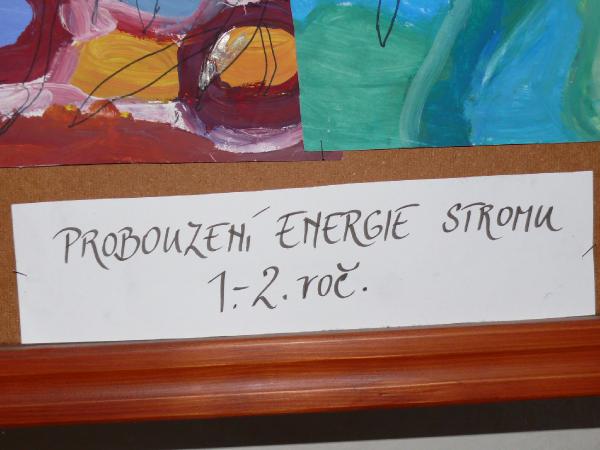 PROBOUZENÍ ENERGIE STROMU
1.-2. roč.